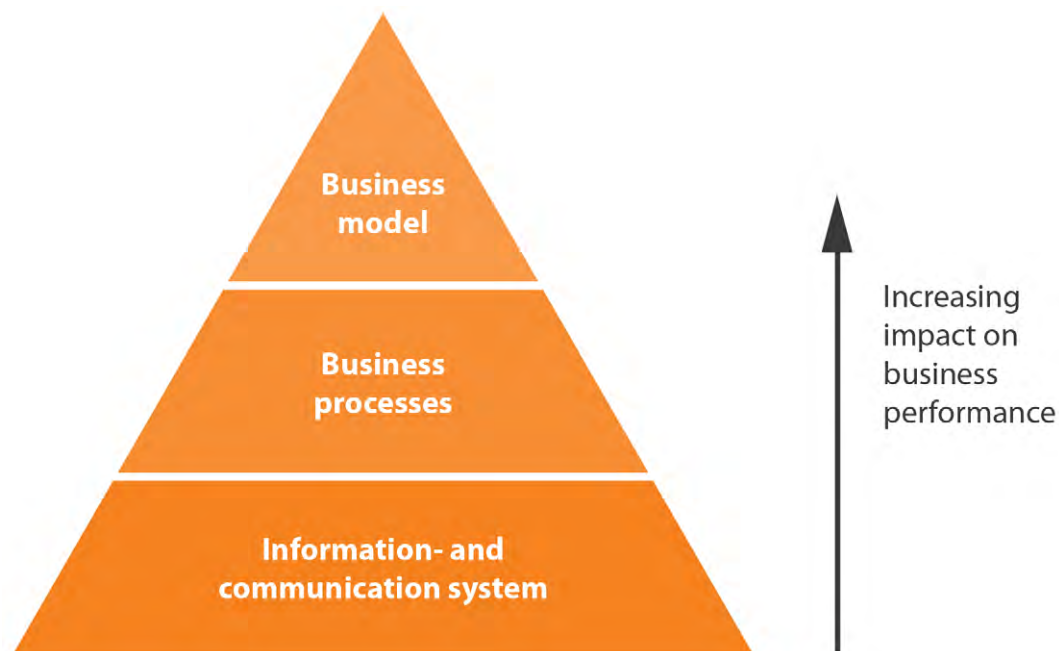 Business
model
Business
processes
Information- and
communication system
Increasing
impact on
business
performance